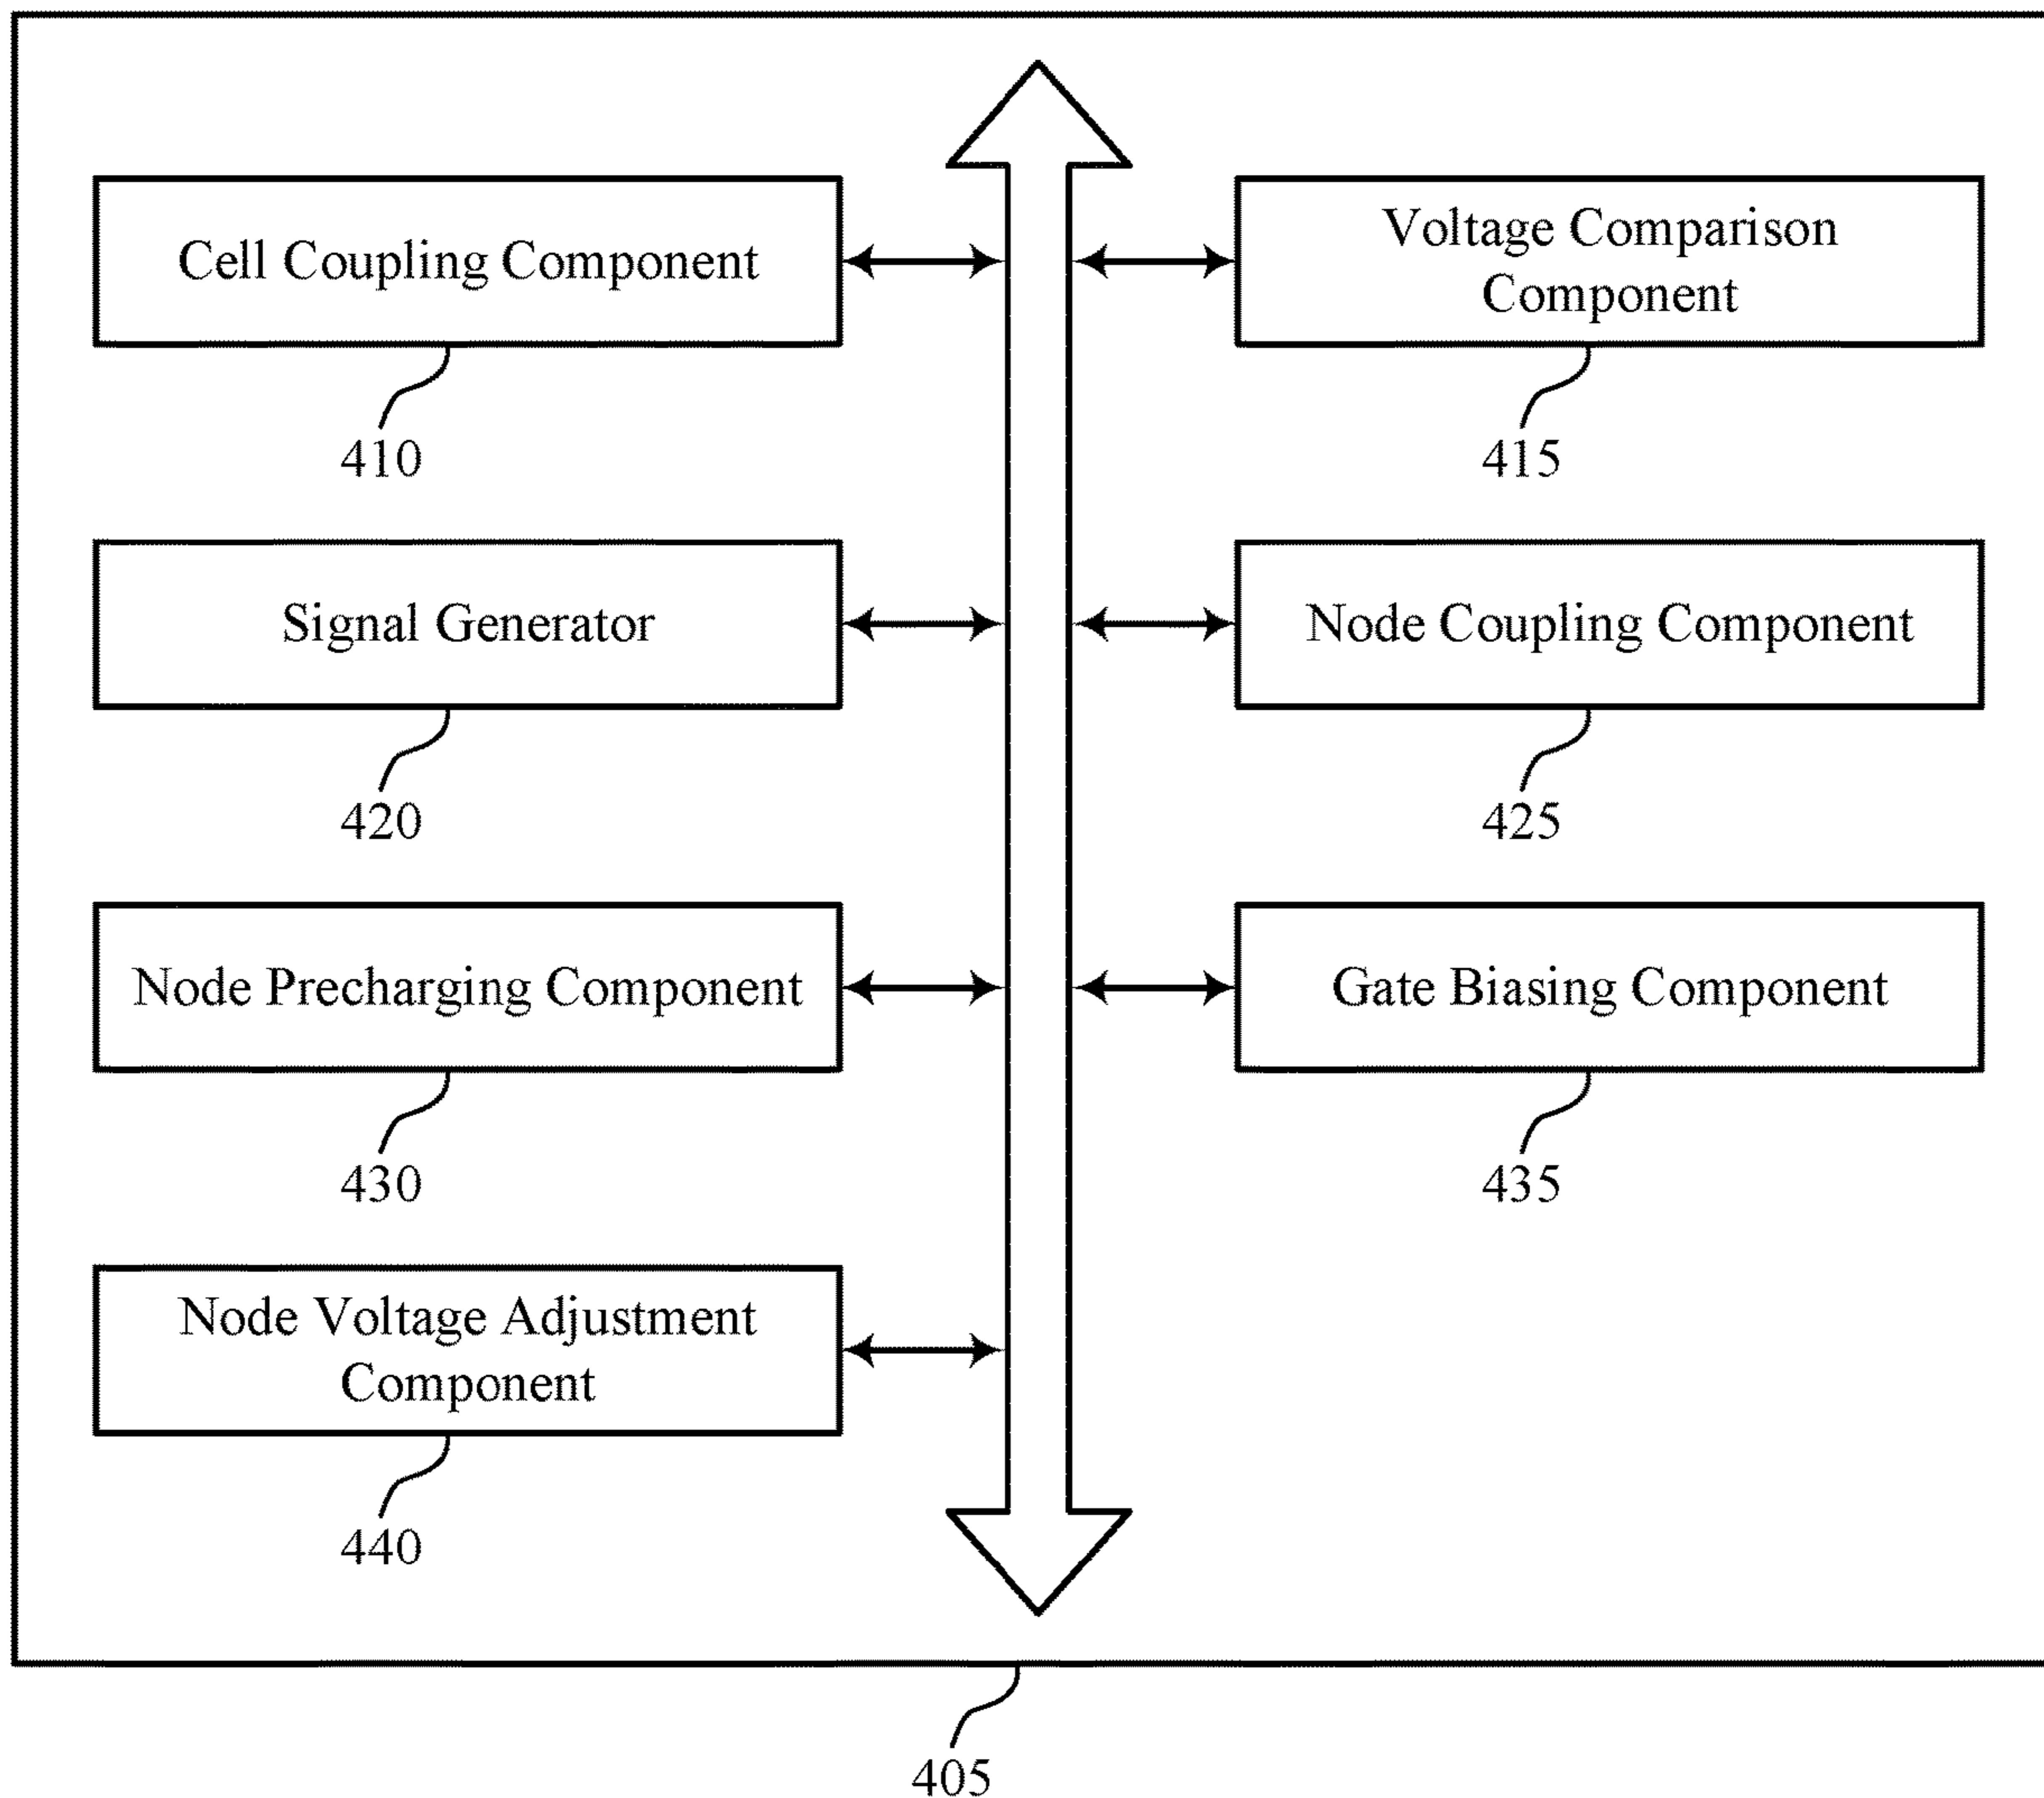 Cell Coupling Component
410
Voltage Comparison
Component
415
Signal Generator
420
Node Coupling Component
425
Node Precharging Component
430
Gate Biasing Component
435
Node Voltage Adjustment
Component
440
405